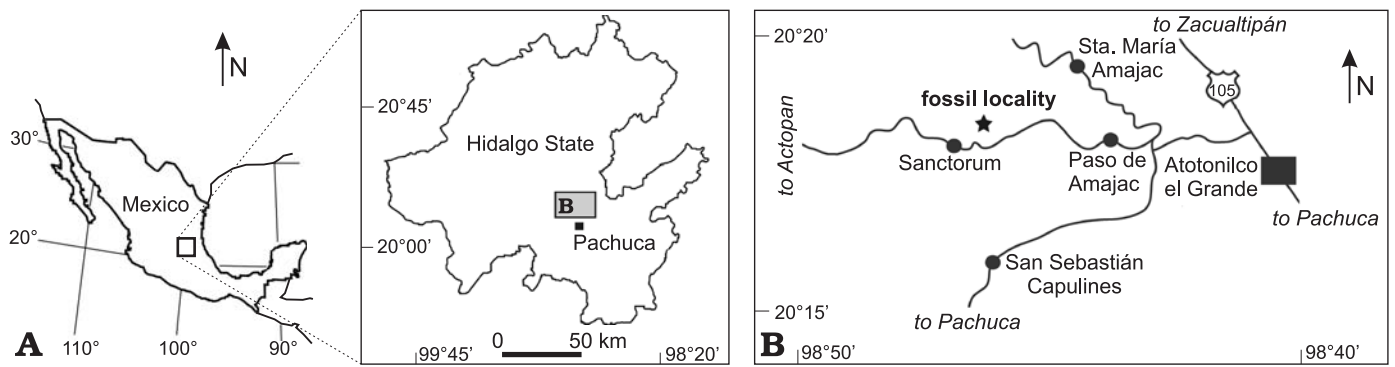 N
30°
Mexico
20°
A
110°
100°
90°
20°45'
Hidalgo State
B
Pachuca
20°00'
0
50 km
99°45'
98°20'
to Zacualtipán
20°20'
Sta. María
Amajac
105
N
fossil locality
to Actopan
Sanctorum
Paso de
Amajac
Atotonilco
el Grande
to Pachuca
San Sebastián
Capulines
20°15'
to Pachuca
B
98°50'
98°40'